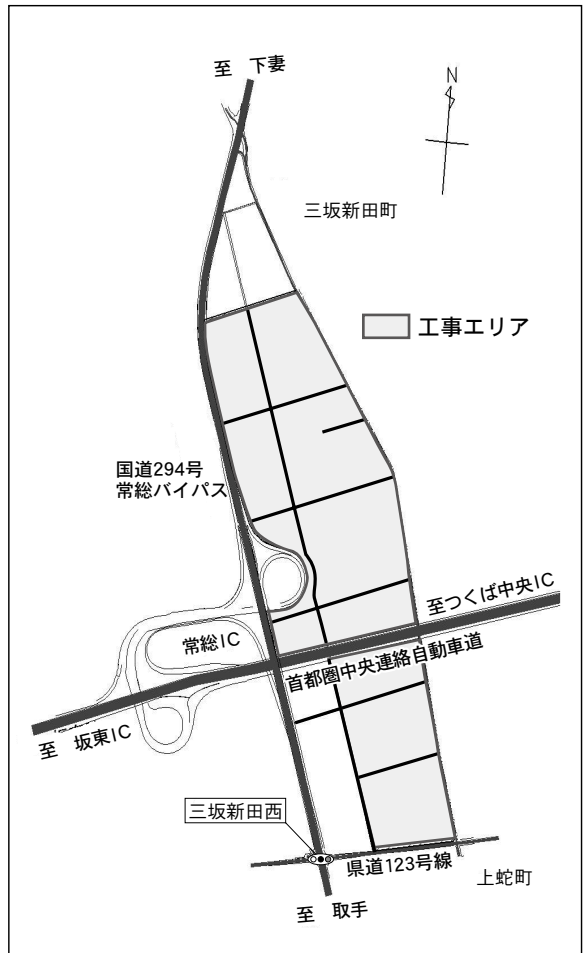 至　下妻
N
三坂新田町
工事エリア
国道294号
常総バイパス
至つくば中央IC
常総IC
首都圏中央連絡自動車道
至　坂東IC
三坂新田西
県道123号線
上蛇町
至　取手